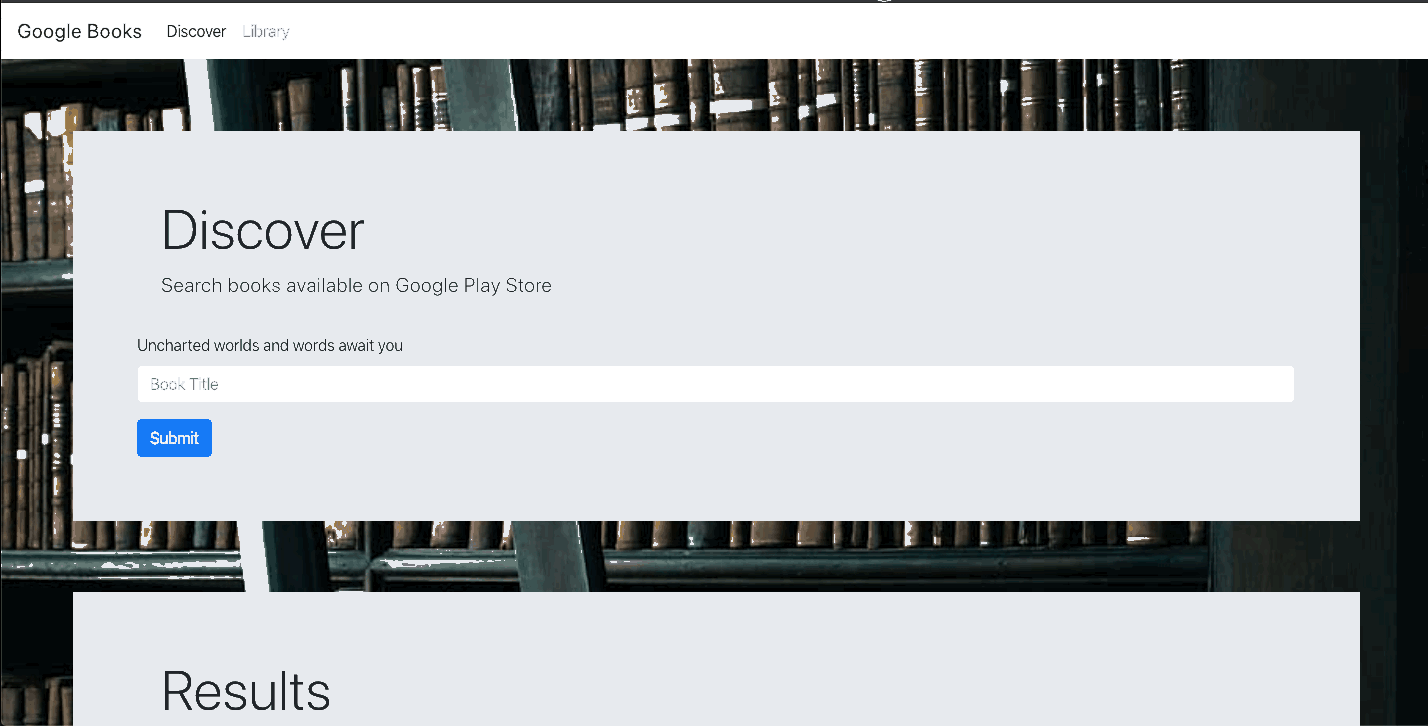 Google Books Discover Library
Discover
Search books available on Google Play Store
Uncharted worlds and words await you
Book Title
Submit
Results